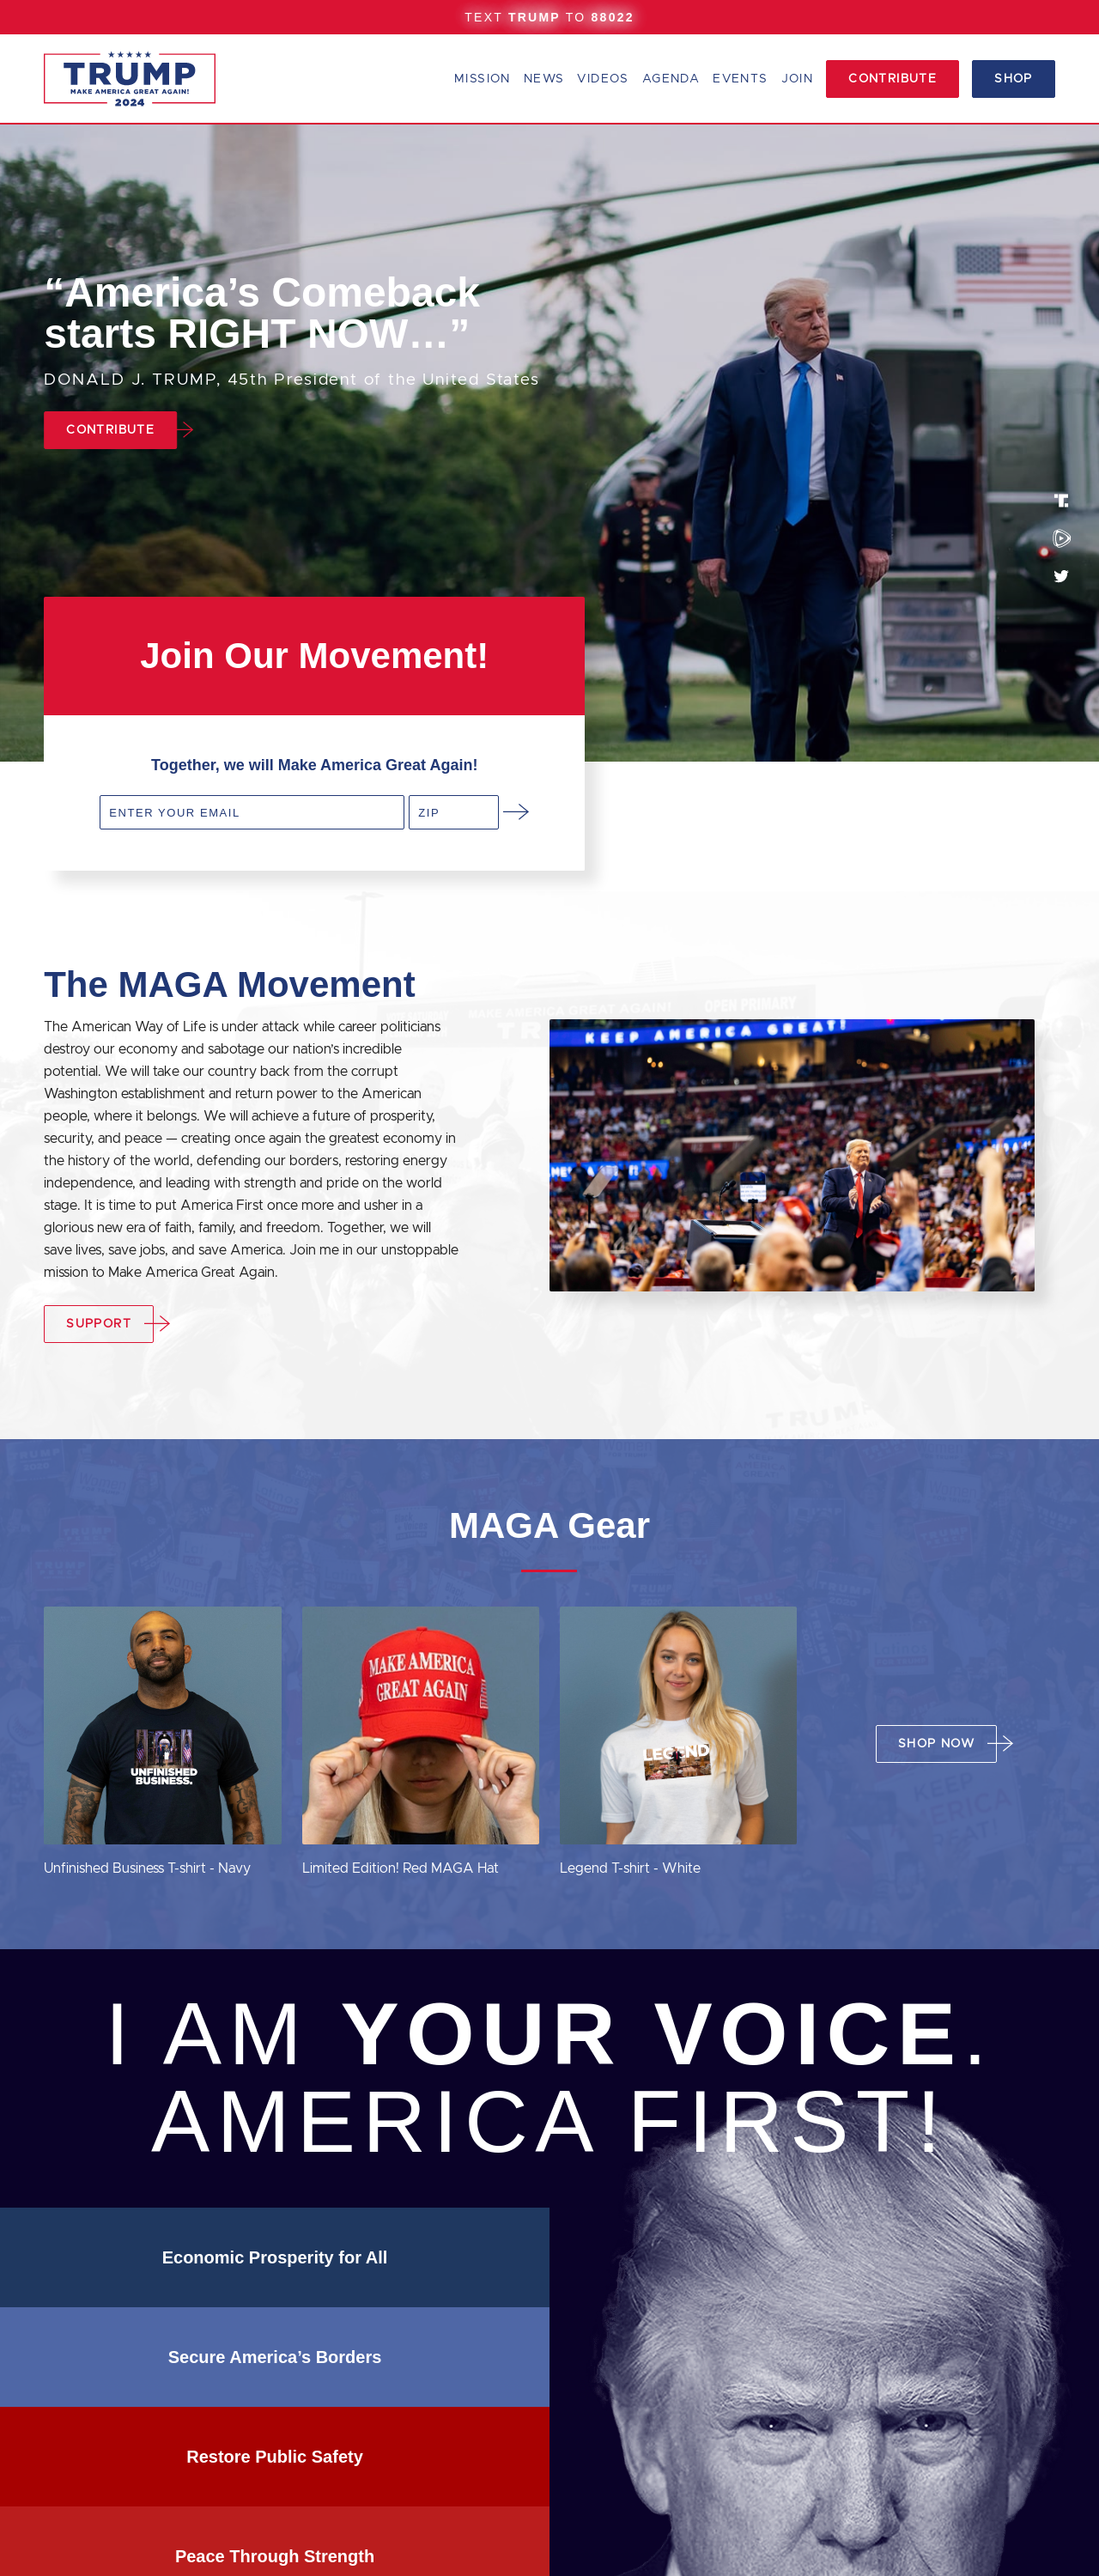 TEXT TRUMP TO 88022
TRUMP
MAKE AMERICA GREAT AGAIN!
2024
MISSION NEWS VIDEOS AGENDA EVENTS JOIN CONTRIBUTE SHOP
“America’s Comeback
starts RIGHT NOW…”
DONALD J. TRUMP, 45th President of the United States
CONTRIBUTE
Join Our Movement!
Together, we will Make America Great Again!
ENTER YOUR EMAIL ZIP
The MAGA Movement
The American Way of Life is under attack while career politicians
destroy our economy and sabotage our nation's incredible
potential. We will take our country back from the corrupt
Washington establishment and return power to the American
people, where it belongs. We will achieve a future of prosperity,
security, and peace — creating once again the greatest economy in
the history of the world, defending our borders, restoring energy
independence, and leading with strength and pride on the world
stage. It is time to put America First once more and usher in a
glorious new era of faith, family, and freedom. Together, we will
save lives, save jobs, and save America. Join me in our unstoppable
mission to Make America Great Again.
KEEP AMERICA GREAT!
SUPPORT
MAGA Gear
UNFINISHED
BUSINESS.
MAKE AMERICA
GREAT AGAIN
LEGEND
SHOP NOW
Unfinished Business T-shirt - Navy
Limited Edition! Red MAGA Hat
Legend T-shirt - White
I AM YOUR VOICE.
AMERICA FIRST!
Economic Prosperity for All
Secure America’s Borders
Restore Public Safety
Peace Through Strength